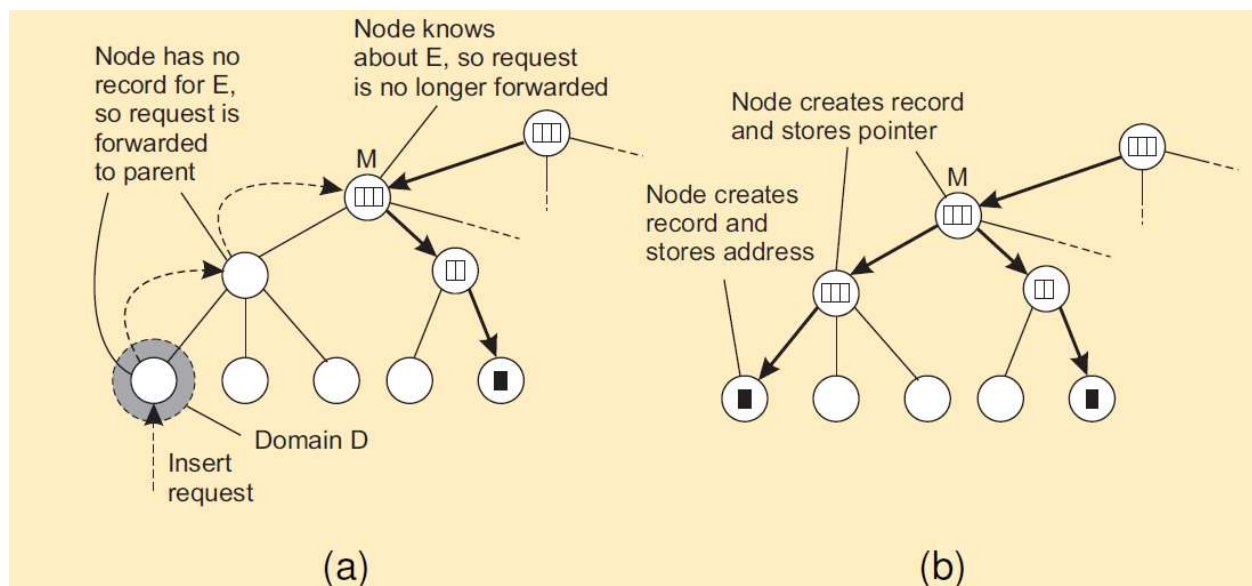 Node has no
record for E,
so request is
forwarded
to parent
Node knows
about E, so request
is no longer forwarded
M
Domain D
Insert
request
(a)
Node creates record
and stores pointer
M
Node creates
record and
stores address
(b)